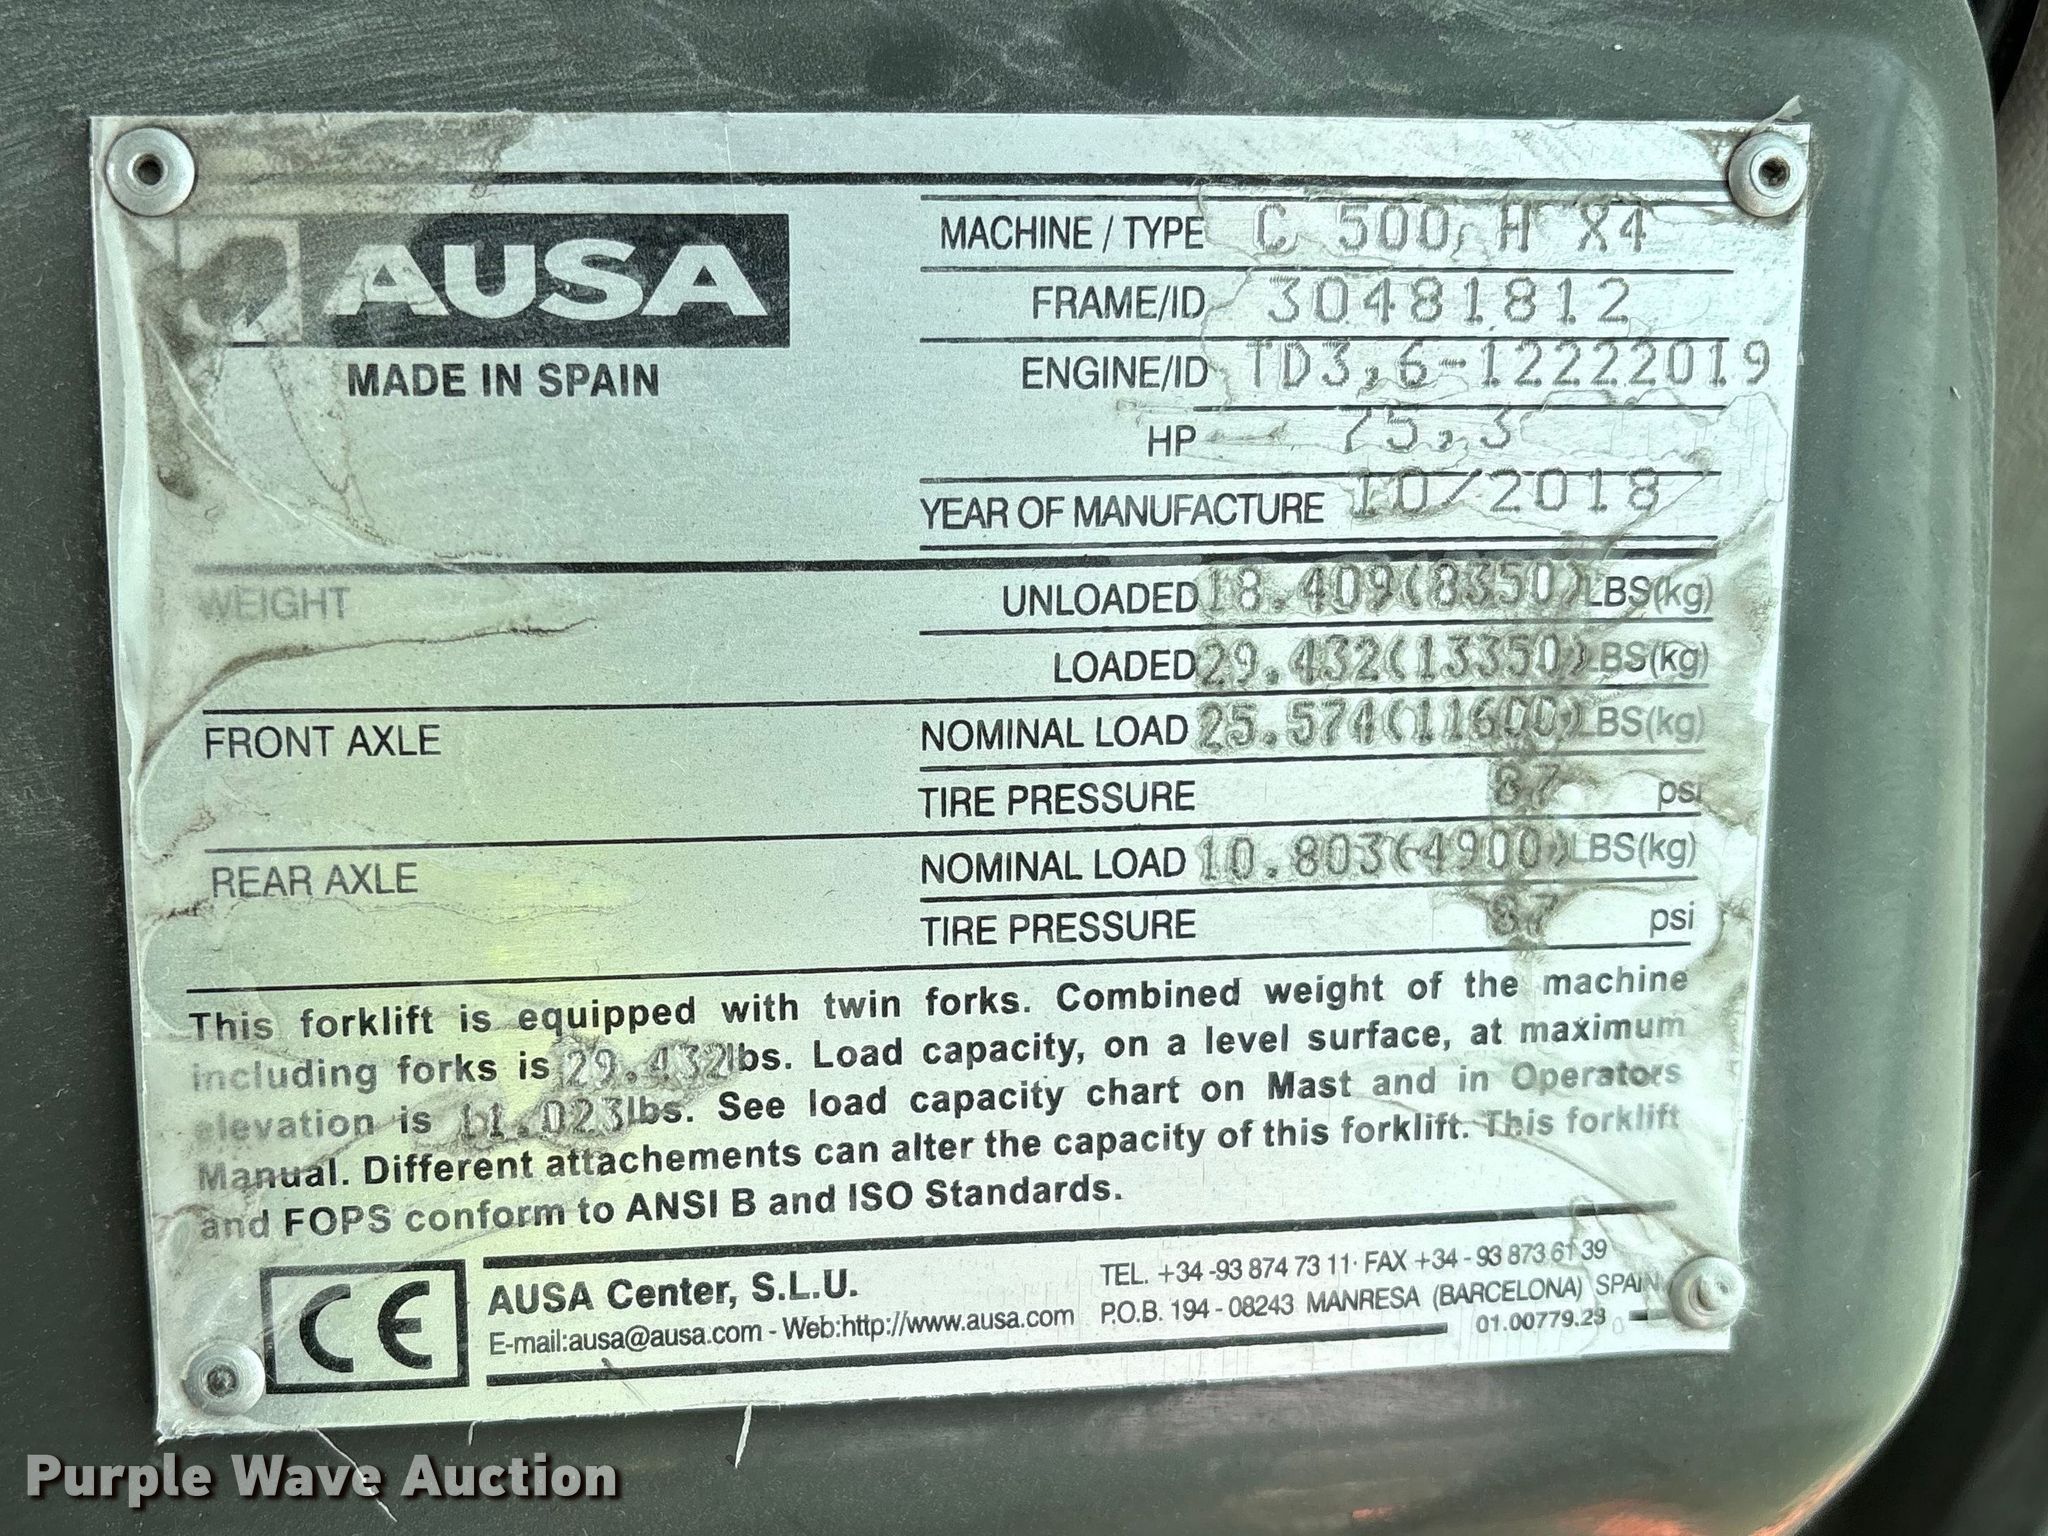 AUSA
MADE IN SPAIN
MACHINE / TYPE C 500 H X4
FRAME/ID 30481812
ENGINE/ID TD3,6-12222019
HP 75,3
YEAR OF MANUFACTURE 10/2018
WEIGHT
UNLOADED 18.409(8350) LBS(kg)
LOADED 29.432(13350) LBS(kg)
FRONT AXLE
NOMINAL LOAD 25.574(11600) LBS(kg)
TIRE PRESSURE 87 psi
REAR AXLE
NOMINAL LOAD 10.803(4900) LBS(kg)
TIRE PRESSURE 87 psi
This forklift is equipped with twin forks. Combined weight of the machine
including forks is 29.432lbs. Load capacity, on a level surface, at maximum
elevation is 11.023lbs. See load capacity chart on Mast and in Operators
Manual. Different attachements can alter the capacity of this forklift. This forklift
and FOPS conform to ANSI B and ISO Standards.
CE
AUSA Center, S.L.U.
E-mail:ausa@ausa.com - Web:http://www.ausa.com
TEL. +34 -93 874 73 11· FAX +34 - 93 873 61 39
P.O.B. 194 - 08243 MANRESA (BARCELONA) SPAIN
01.00779.23
Purple Wave Auction